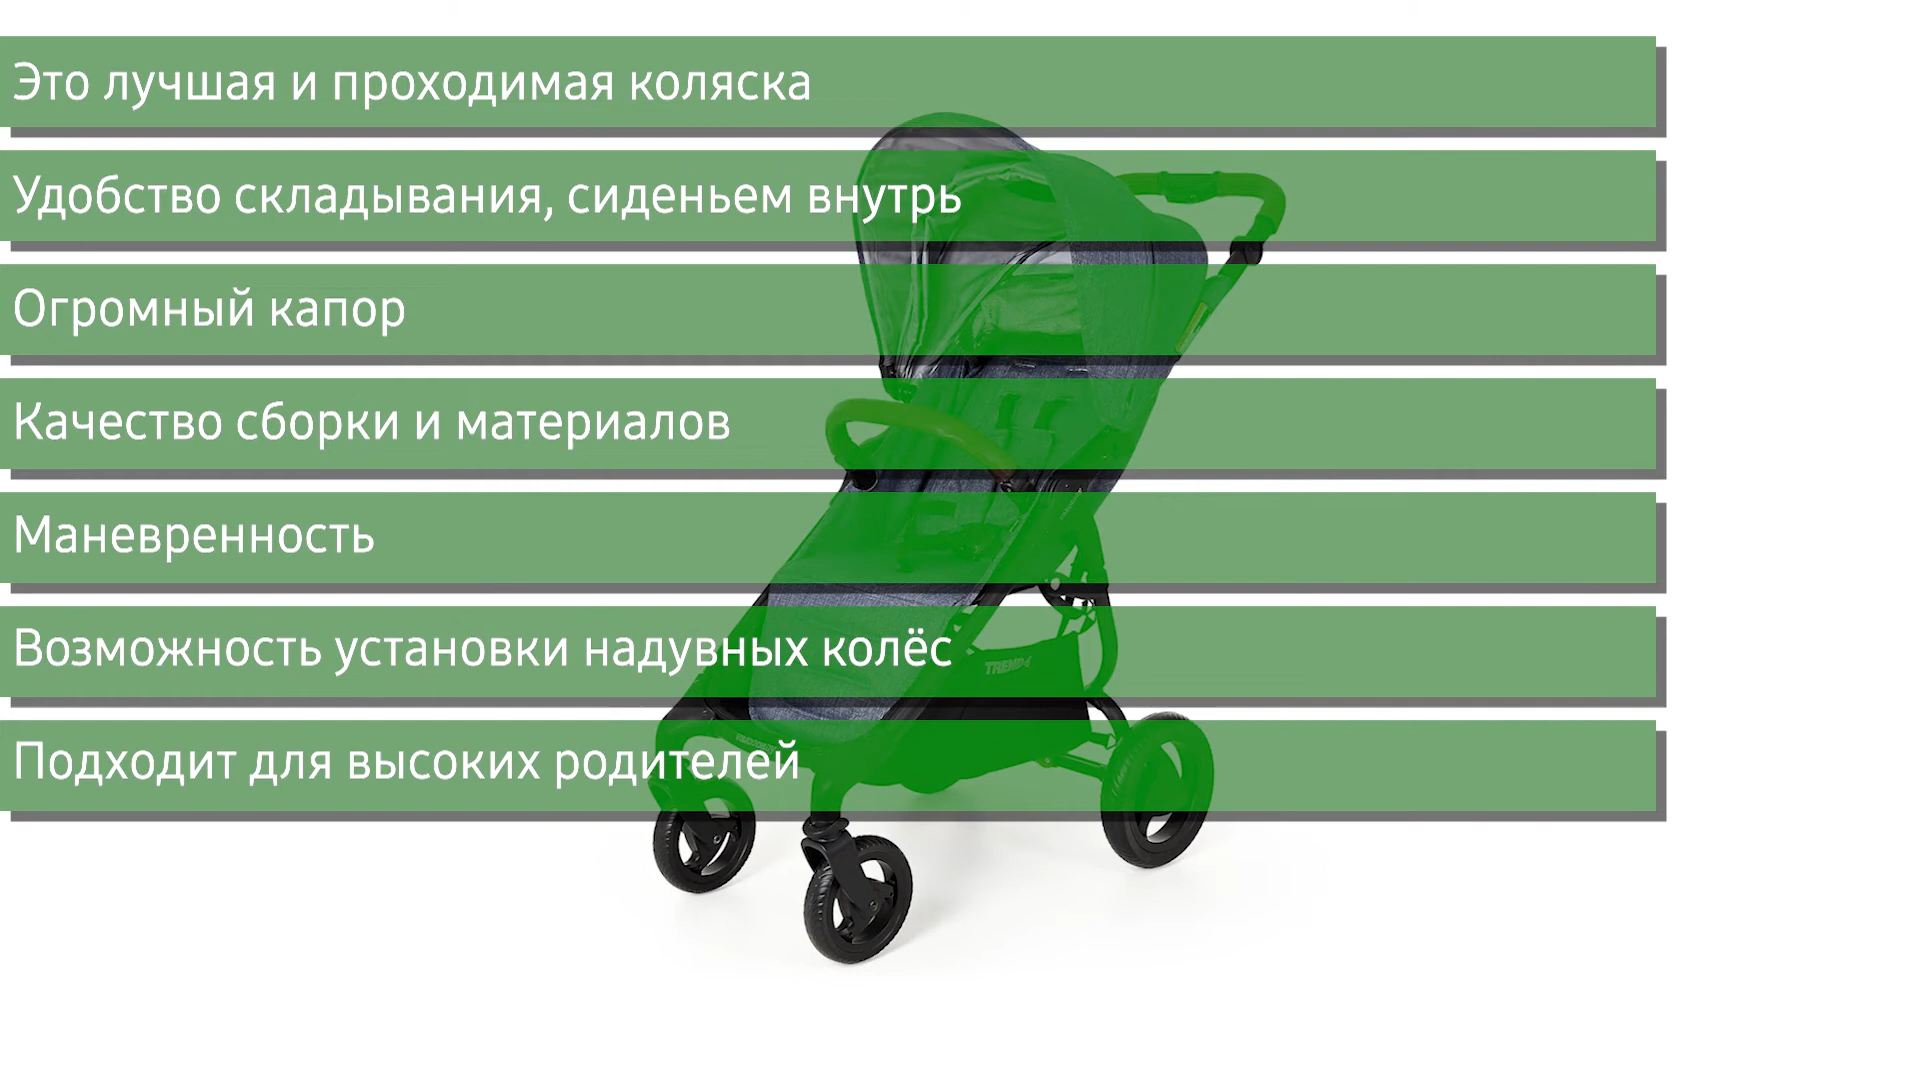 Это лучшая и проходимая коляска
Удобство складывания, сиденьем внутрь
Огромный капор
Качество сборки и материалов
Маневренность
Возможность установки надувных колёс
TREND4
Подходит для высоких родителей